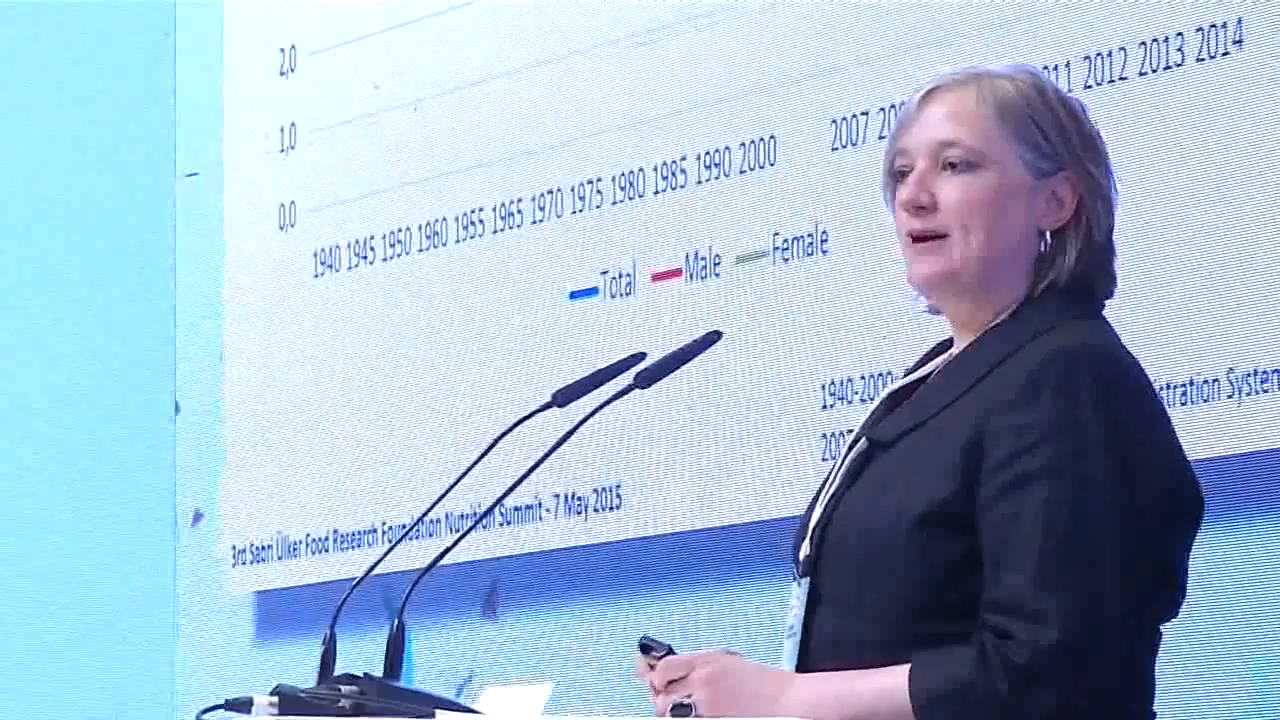 2,0
1,0
0,0
1940 1945 1950 1960 1955 1965 1970 1975 1980 1985 1990 2000
2007 2011 2012 2013 2014
Total Male Female
1940-2000
stration System
2007
3rd Sabri Ülker Food Research Foundation Nutrition Summit - 7 May 2015